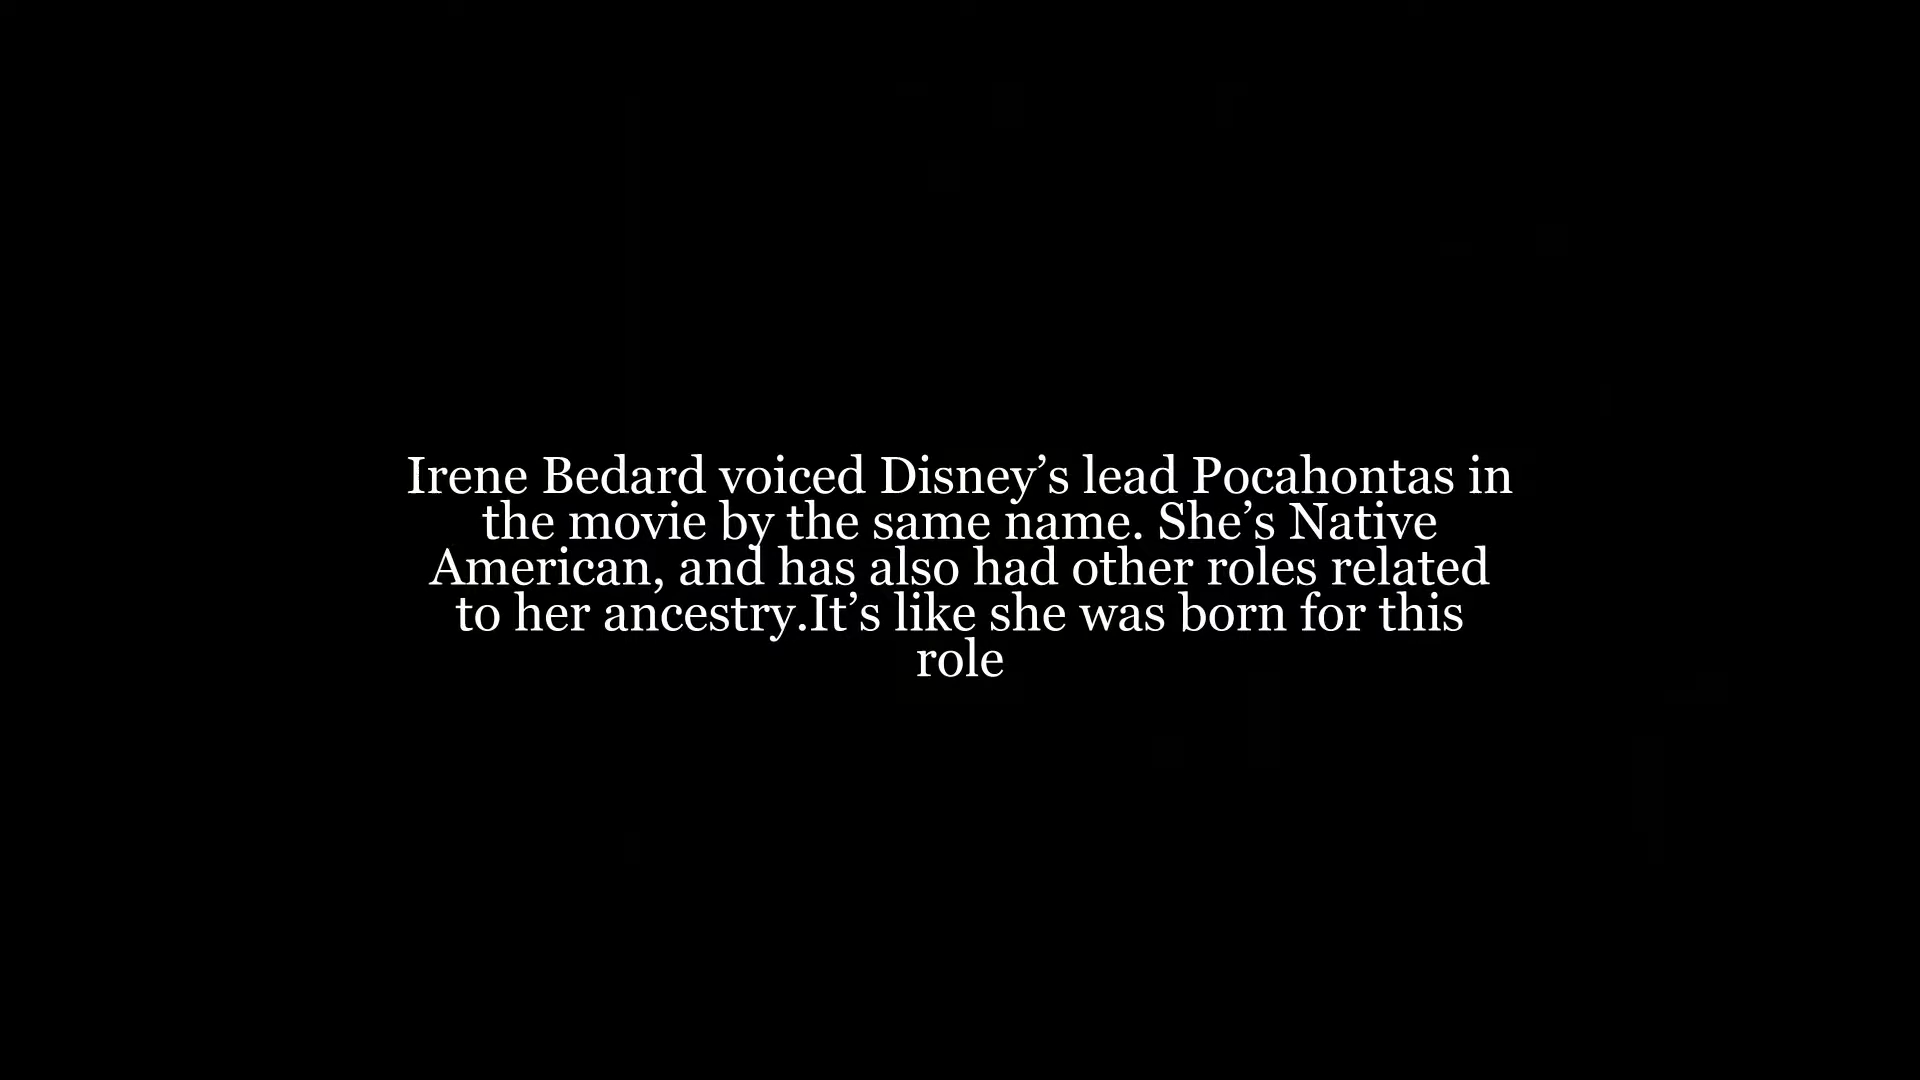 Irene Bedard voiced Disney’s lead Pocahontas in
the movie by the same name. She’s Native
American, and has also had other roles related
to her ancestry.It’s like she was born for this
role